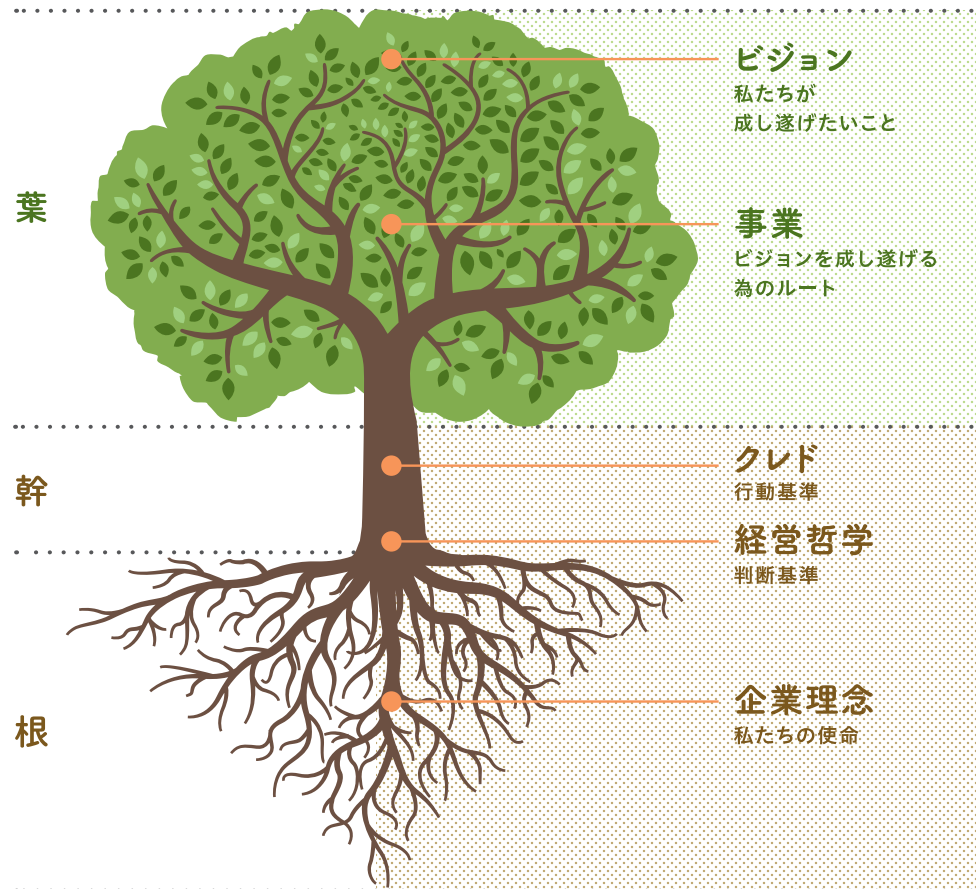 葉
ビジョン
私たちが
成し遂げたいこと
事業
ビジョンを成し遂げる
為のルート
幹
クレド
行動基準
経営哲学
判断基準
根
企業理念
私たちの使命